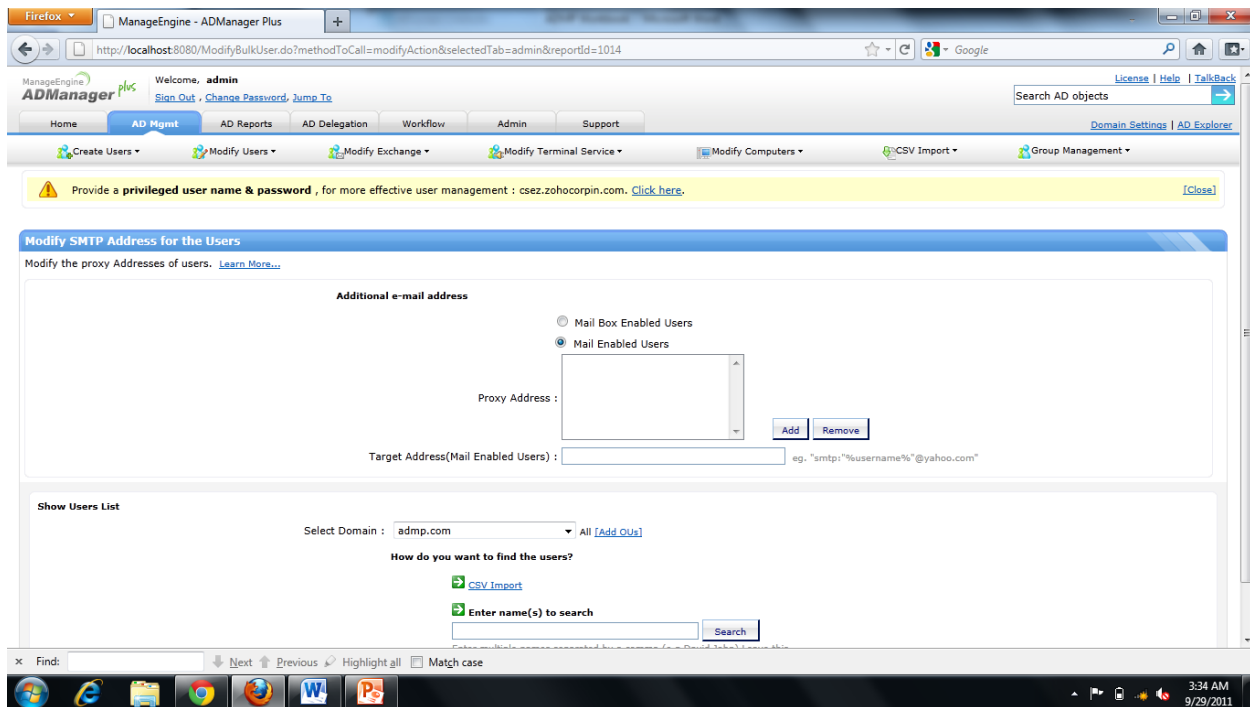 Firefox
ManageEngine - ADManager Plus
http://localhost:8080/ModifyBulkUser.do?methodToCall=modifyAction&selectedTab=admin&reportId=1014
Google
ManageEngine
ADManager plus
Welcome, admin
Sign Out , Change Password, Jump To
License | Help | TalkBack
Search AD objects
Home AD Mgmt AD Reports AD Delegation Workflow Admin Support
Domain Settings | AD Explorer
Create Users Modify Users Modify Exchange Modify Terminal Service Modify Computers CSV Import Group Management
Provide a privileged user name & password , for more effective user management : csez.zohocorpin.com. Click here.
[Close]
Modify SMTP Address for the Users
Modify the proxy Addresses of users. Learn More...
Additional e-mail address
Mail Box Enabled Users
Mail Enabled Users
Proxy Address :
Add Remove
Target Address(Mail Enabled Users) :
eg. "smtp:"%username%"@yahoo.com"
Show Users List
Select Domain : admp.com All [Add OUs]
How do you want to find the users?
CSV Import
Enter name(s) to search
Search
× Find: Next Previous Highlight all Match case
3:34 AM
9/29/2011